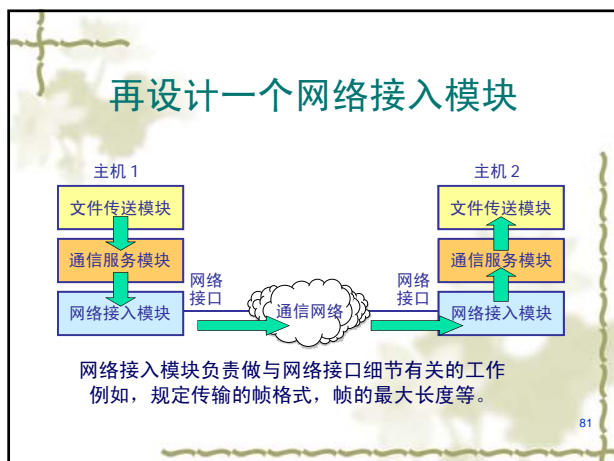 再设计一个网络接入模块
主机 1
主机 2
文件传送模块
文件传送模块
通信服务模块
通信服务模块
网络
接口
网络
接口
网络接入模块
通信网络
网络接入模块
网络接入模块负责做与网络接口细节有关的工作
例如，规定传输的帧格式，帧的最大长度等。
81